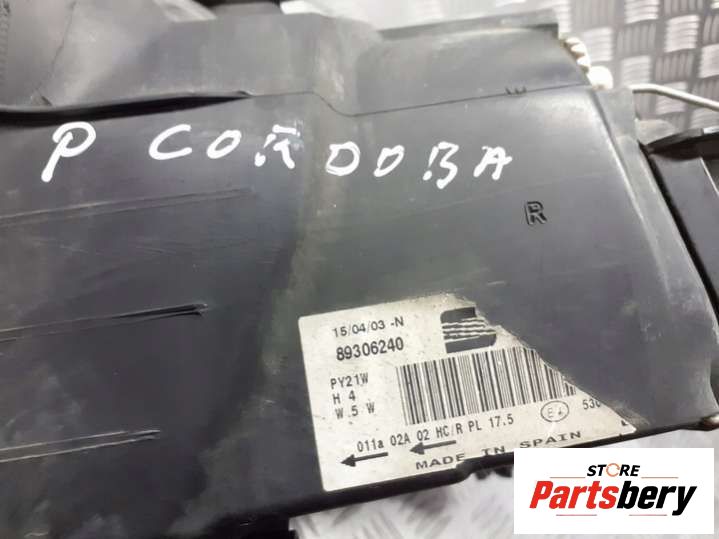 P CORDOBA
R
15/04/03 -N
89306240
PY21W
H 4
W.5 W
011a 02A 02 HC/R PL 17.5
MADE IN SPAIN
STORE
Partsbery